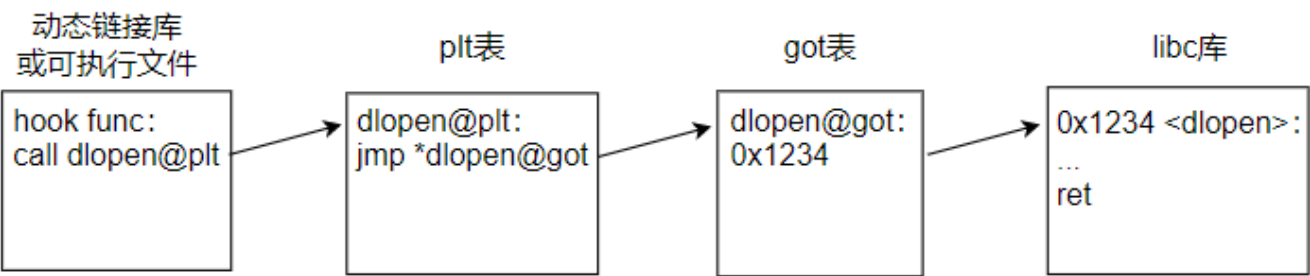 动态链接库
或可执行文件
plt表
got表
libc库
hook func:
call dlopen@plt
dlopen@plt:
jmp *dlopen@got
dlopen@got:
0x1234
0x1234 <dlopen>:
...
ret